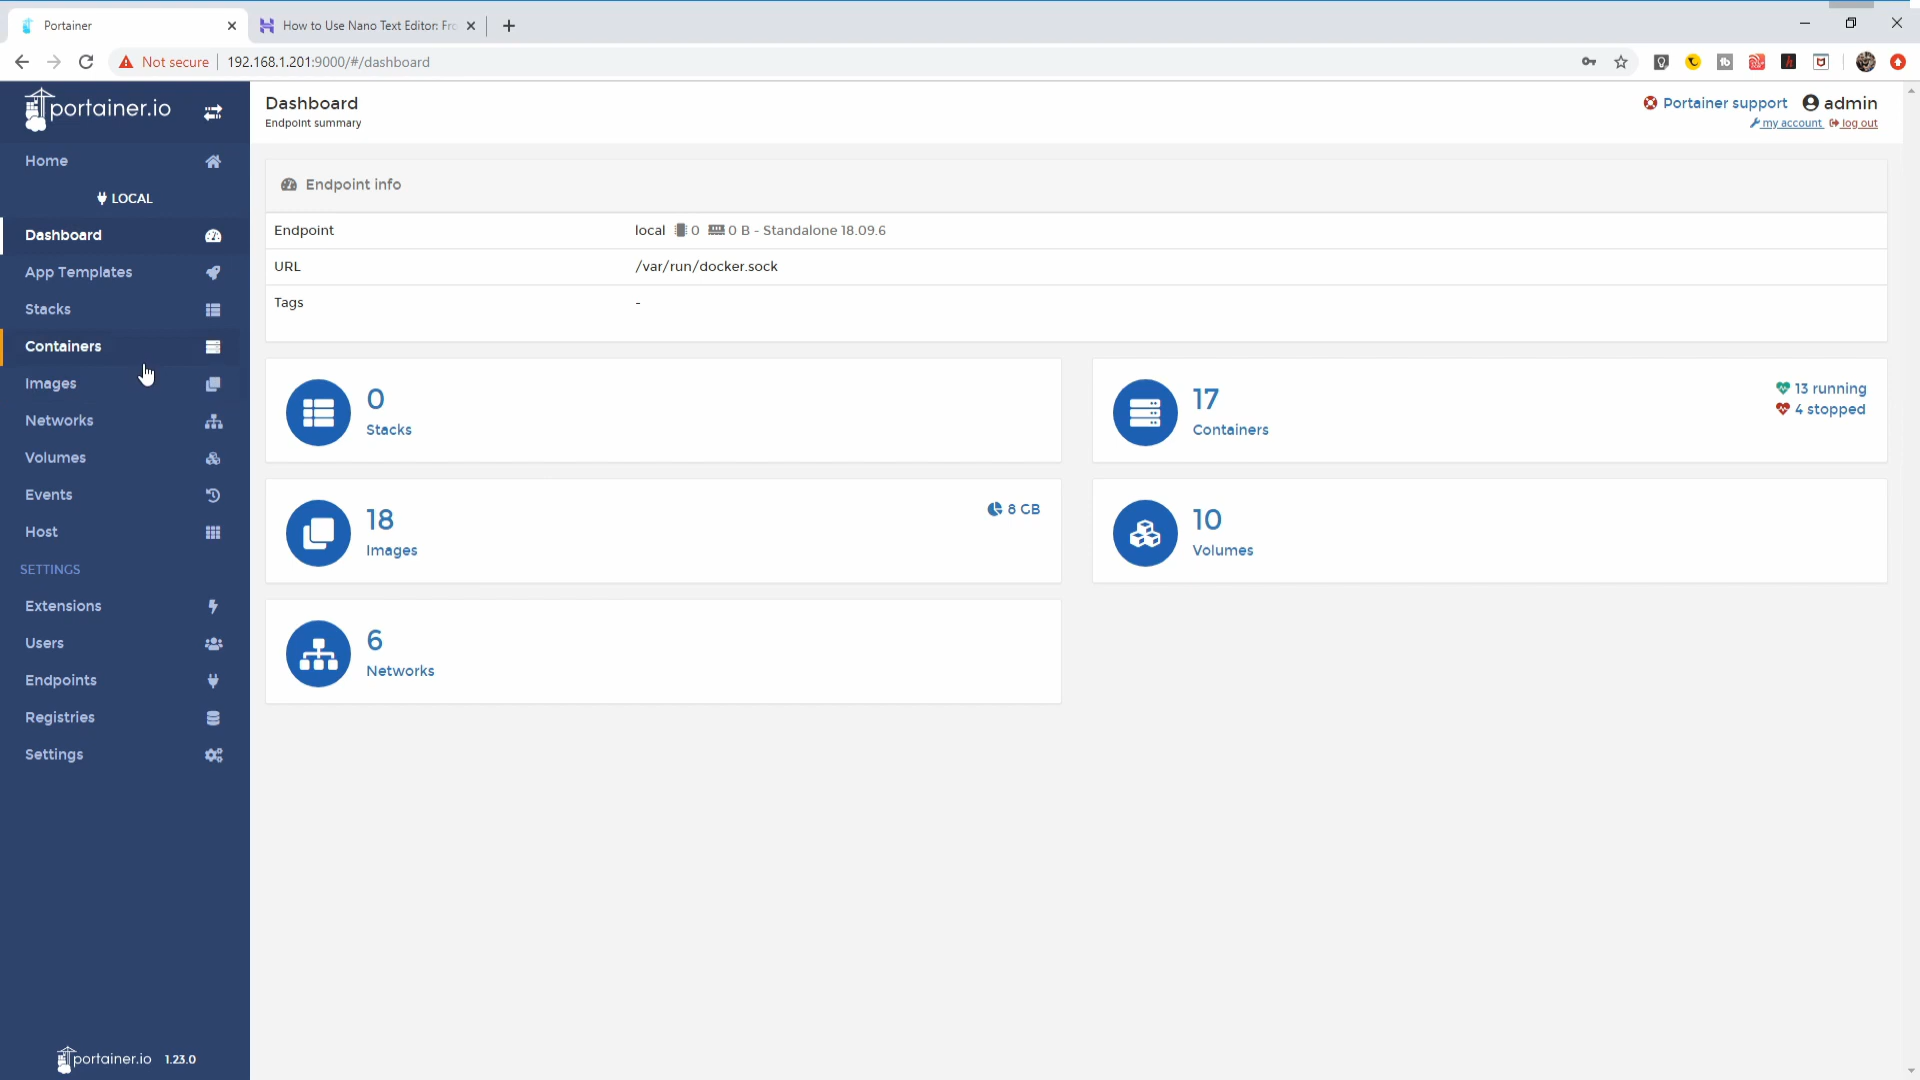 Portainer
How to Use Nano Text Editor: Fro
Not secure
192.168.1.201:9000/#/dashboard
portainer.io
Home
LOCAL
Dashboard
App Templates
Stacks
Containers
Images
Networks
Volumes
Events
Host
SETTINGS
Extensions
Users
Endpoints
Registries
Settings
portainer.io 1.23.0
Dashboard
Endpoint summary
Portainer support
admin
my account
log out
Endpoint info
Endpoint
local 0 0 B - Standalone 18.09.6
URL
/var/run/docker.sock
Tags
-
0
Stacks
17
Containers
13 running
4 stopped
18
Images
8 GB
10
Volumes
6
Networks